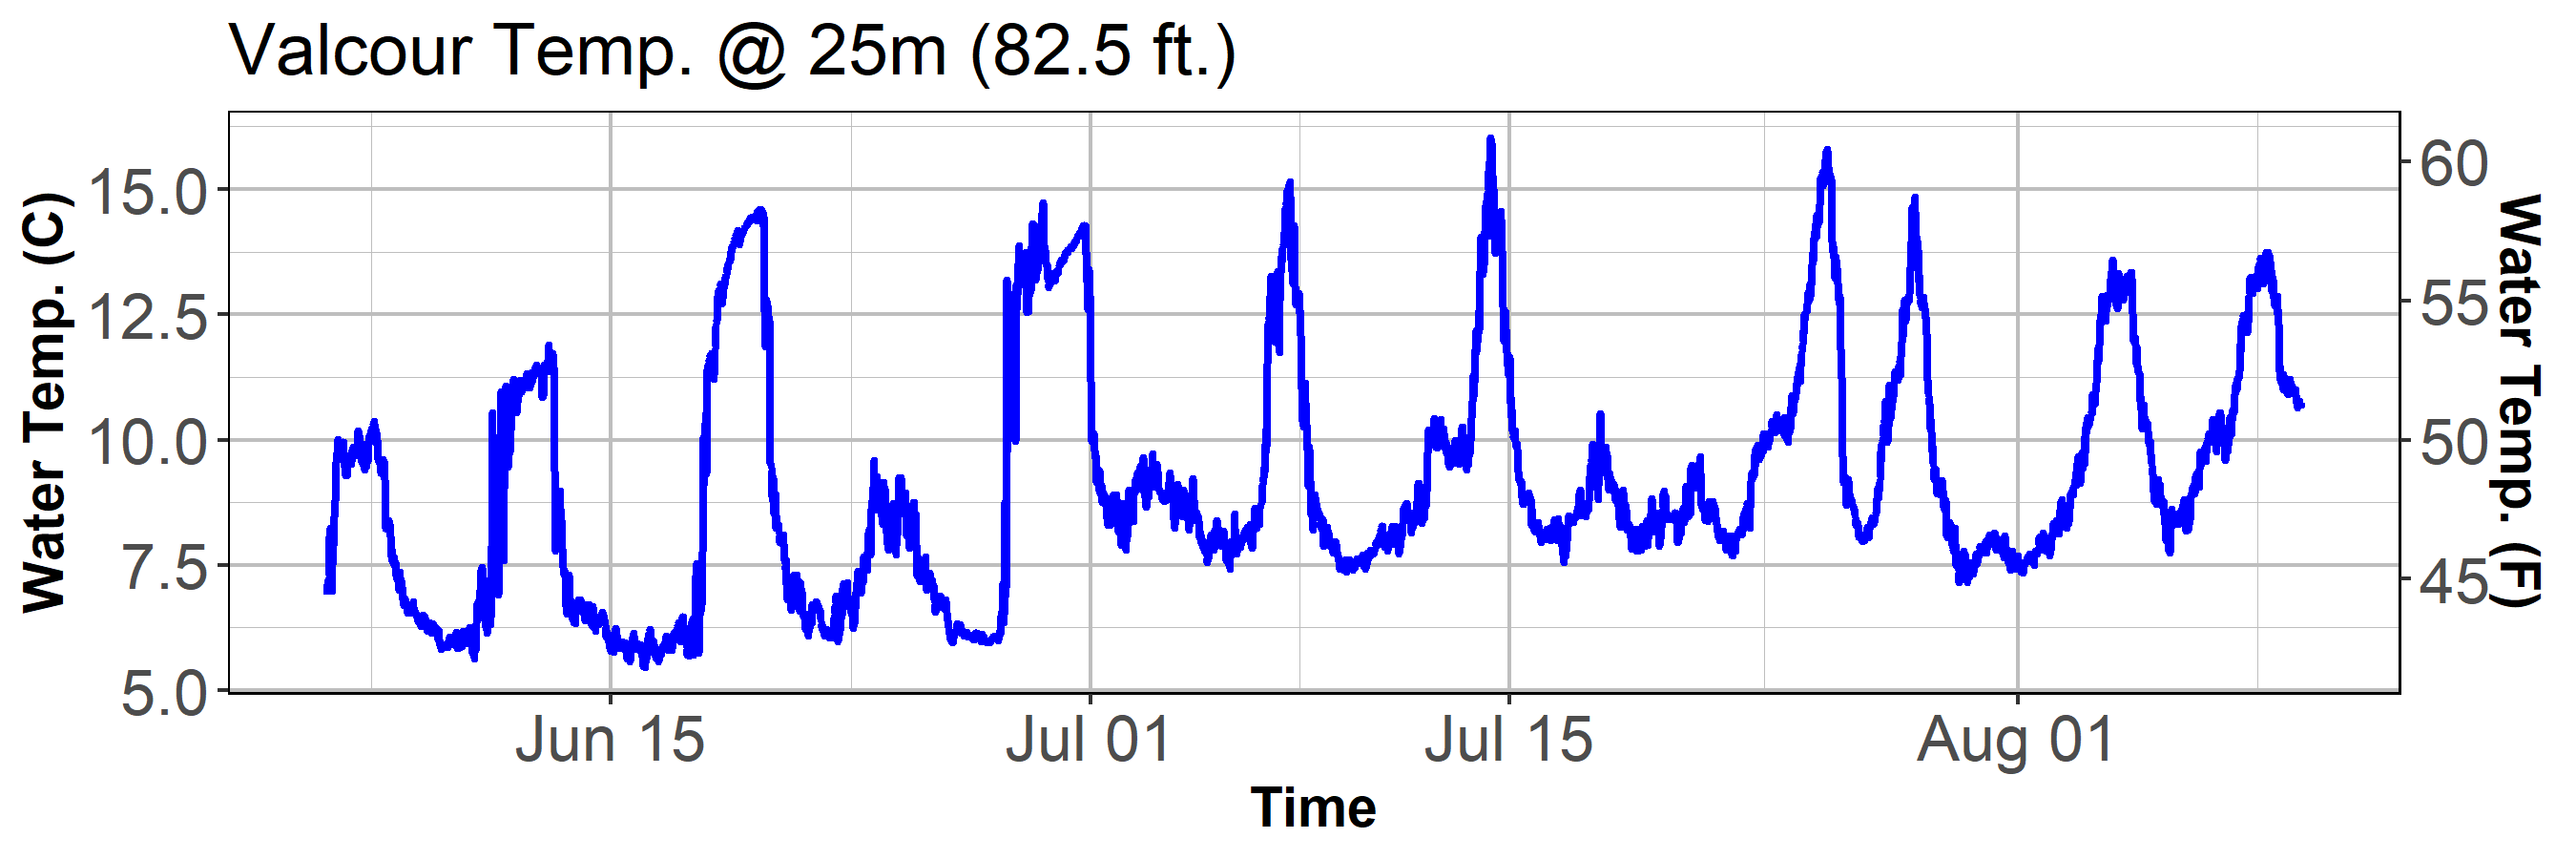 Valcour Temp. @ 25m (82.5 ft.)
Water Temp. (C)
15.0
12.5
10.0
7.5
5.0
60
55
50
45
Water Temp. (F)
Jun 15 Jul 01 Jul 15 Aug 01
Time